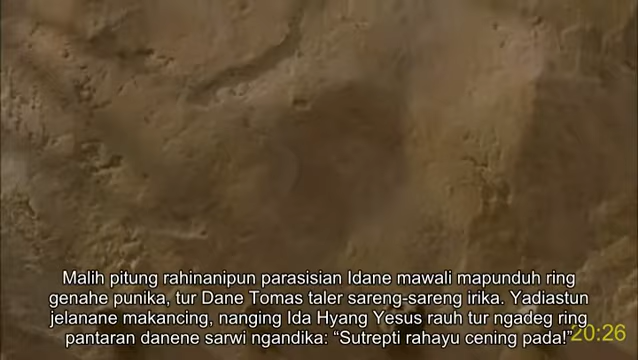 Malih pitung rahinanipun parasisian Idane mawali mapunduh ring
genahe punika, tur Dane Tomas taler sareng-sareng irika. Yadiastun
jelanane makancing, nanging Ida Hyang Yesus rauh tur ngadeg ring
pantaran danene sarwi ngandika: “Sutrepti rahayu cening pada!”
20:26